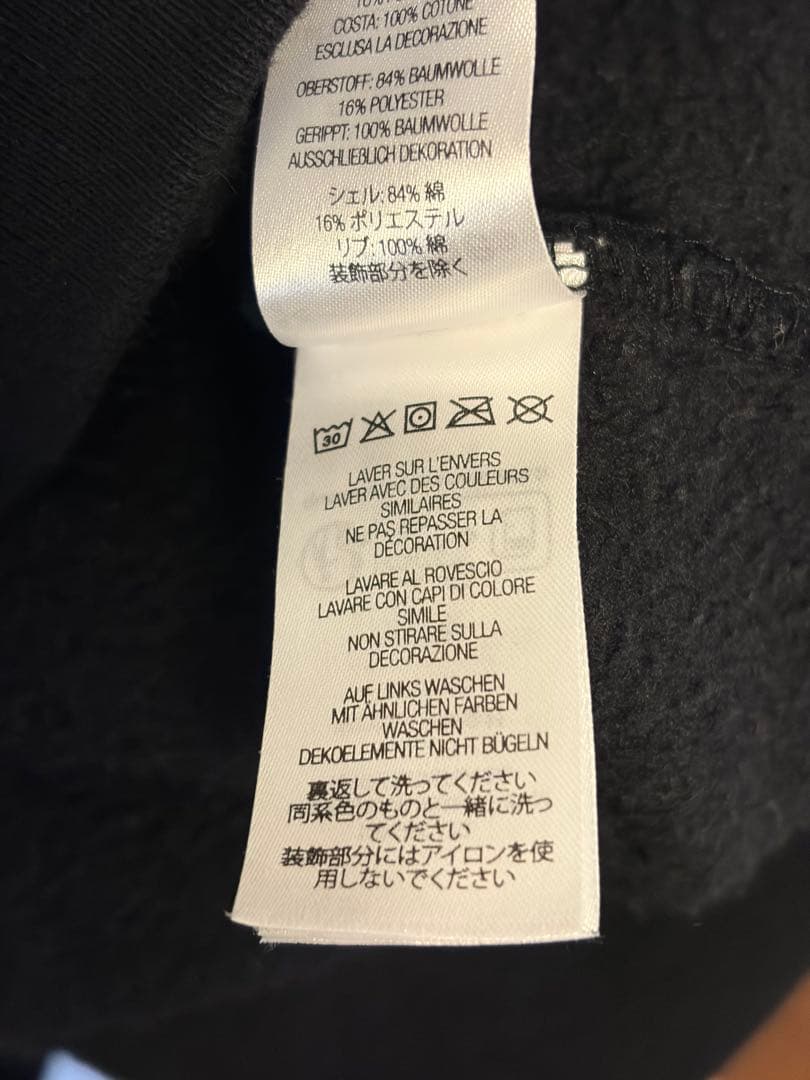 COSTA: 100% COTONE
ESCLUSA LA DECORAZIONE
OBERSTOFF: 84% BAUMWOLLE
16% POLYESTER
GERIPPT: 100% BAUMWOLLE
AUSSCHLIEßLICH DEKORATION
シェル: 84% 綿
16% ポリエステル
リブ: 100% 綿
装飾部分を除く
30
LAVER SUR L'ENVERS
LAVER AVEC DES COULEURS
SIMILAIRES
NE PAS REPASSER LA
DÉCORATION
LAVARE AL ROVESCIO
LAVARE CON CAPI DI COLORE
SIMILE
NON STIRARE SULLA
DECORAZIONE
AUF LINKS WASCHEN
MIT ÄHNLICHEN FARBEN
WASCHEN
DEKOELEMENTE NICHT BÜGELN
裏返して洗ってください
同系色のものと一緒に洗っ
てください
装飾部分にはアイロンを使
用しないでください